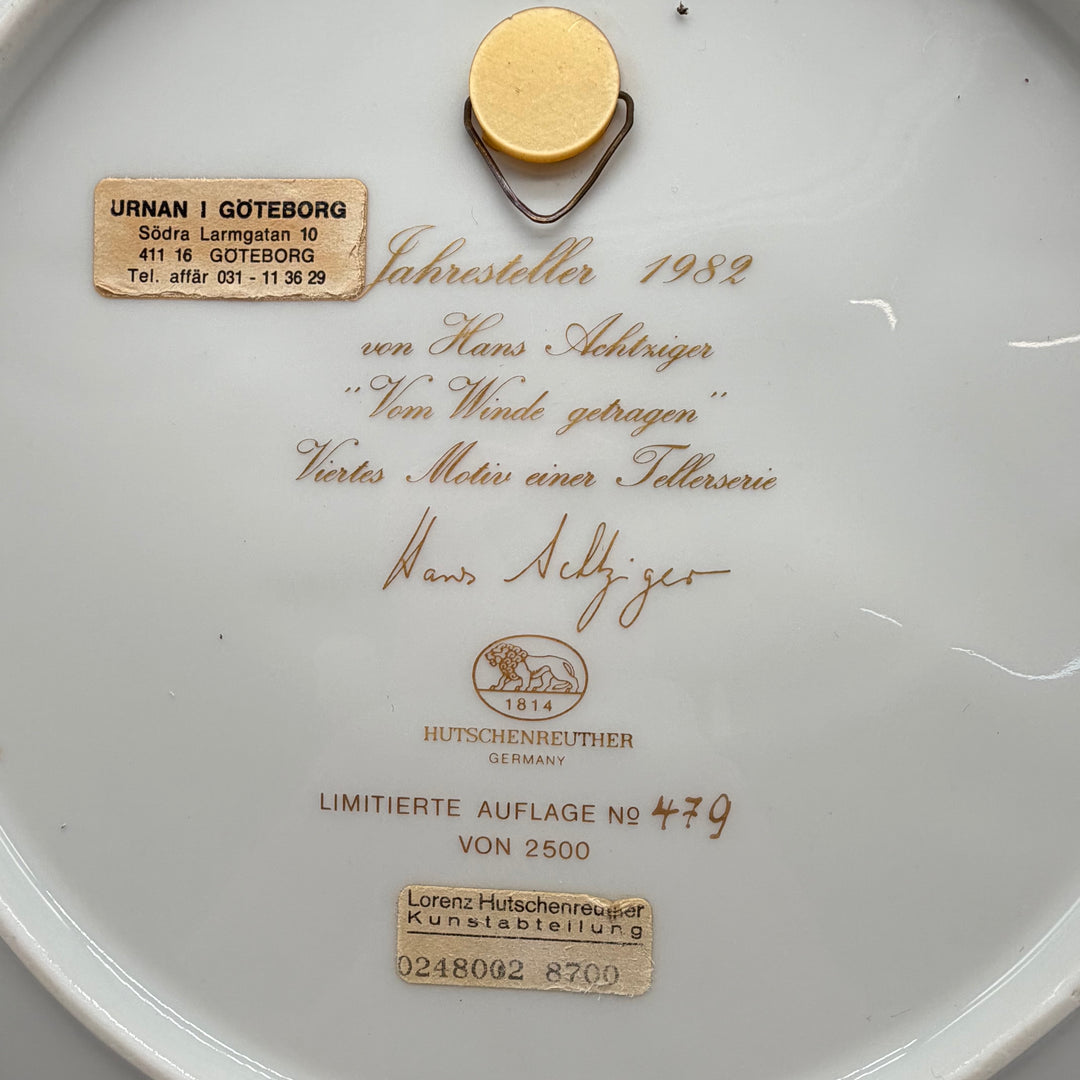 URNAN I GÖTEBORG
Södra Larmgatan 10
411 16 GÖTEBORG
Tel. affär 031 - 11 36 29
Jahresteller 1982
von Hans Achtziger
"Vom Winde getragen"
Viertes Motiv einer Tellerserie
Hans Achtziger
1814
HUTSCHENREUTHER
GERMANY
LIMITIERTE AUFLAGE Nº 479
VON 2500
Lorenz Hutschenreuther
Kunstabteilung
0248002 8700